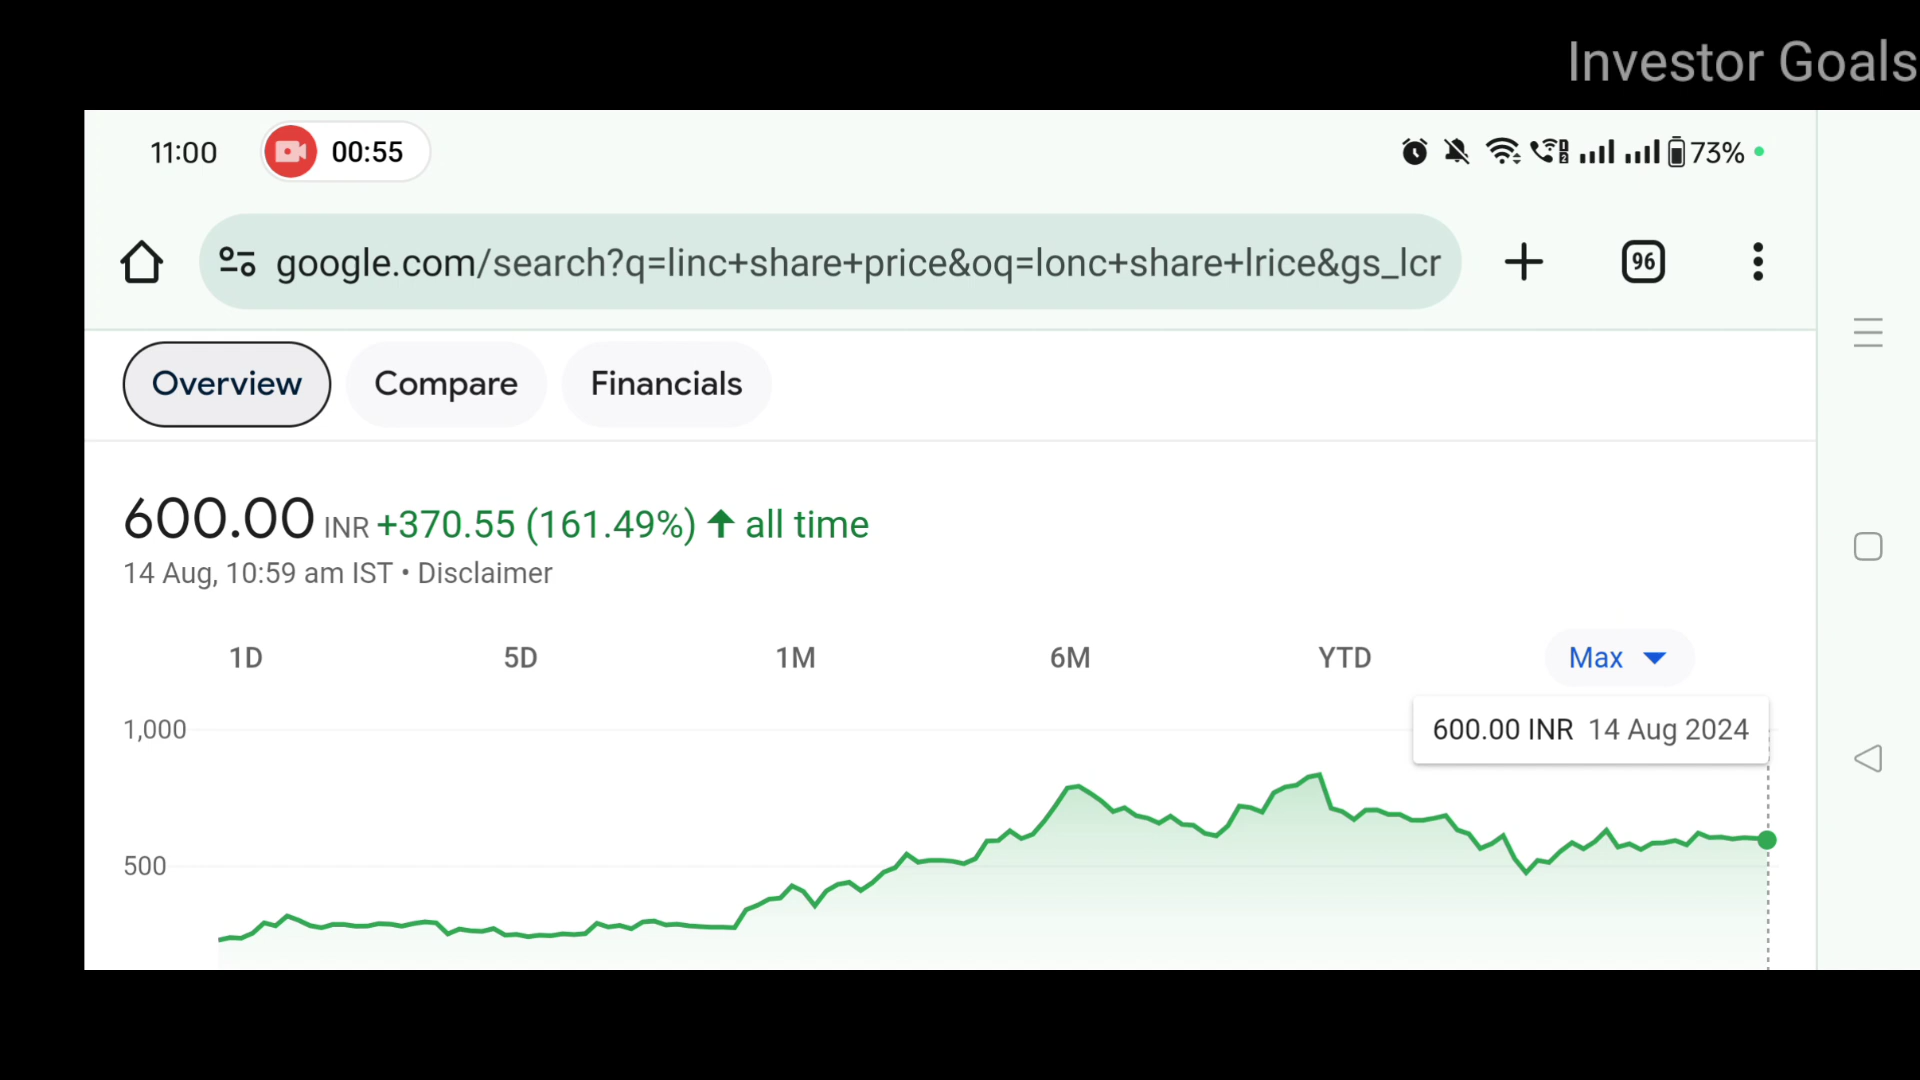 Investor Goals
11:00 00:55 73%
google.com/search?q=linc+share+price&oq=lonc+share+lrice&gs_lcr 96
Overview Compare Financials
600.00 INR +370.55 (161.49%) ↑ all time
14 Aug, 10:59 am IST • Disclaimer
1D 5D 1M 6M YTD Max
600.00 INR 14 Aug 2024
1,000
500